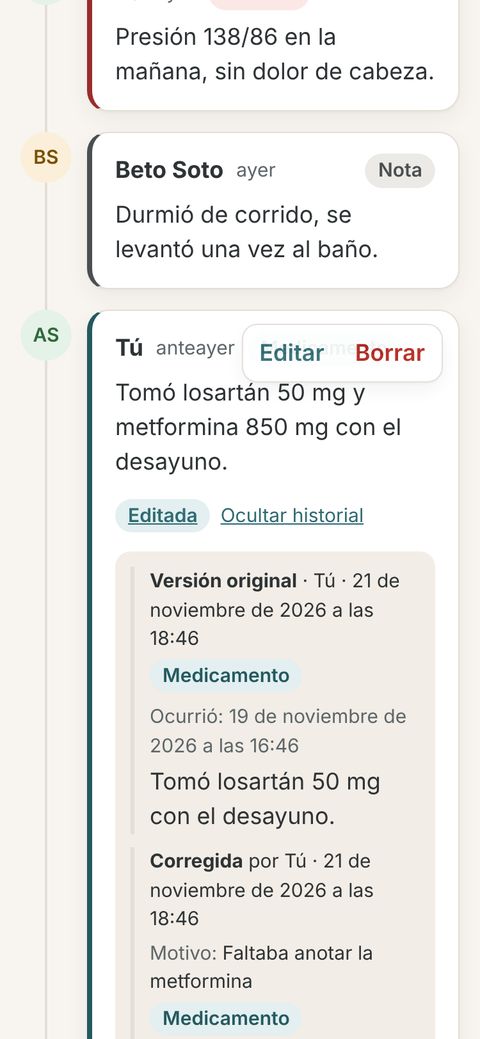 Presión 138/86 en la
mañana, sin dolor de cabeza.
BS
Beto Soto ayer Nota
Durmió de corrido, se
levantó una vez al baño.
AS
Tú anteayer Editar Borrar
Tomó losartán 50 mg y
metformina 850 mg con el
desayuno.
Editada Ocultar historial
Versión original · Tú · 21 de
noviembre de 2026 a las
18:46
Medicamento
Ocurrió: 19 de noviembre de
2026 a las 16:46
Tomó losartán 50 mg
con el desayuno.
Corregida por Tú · 21 de
noviembre de 2026 a las
18:46
Motivo: Faltaba anotar la
metformina
Medicamento